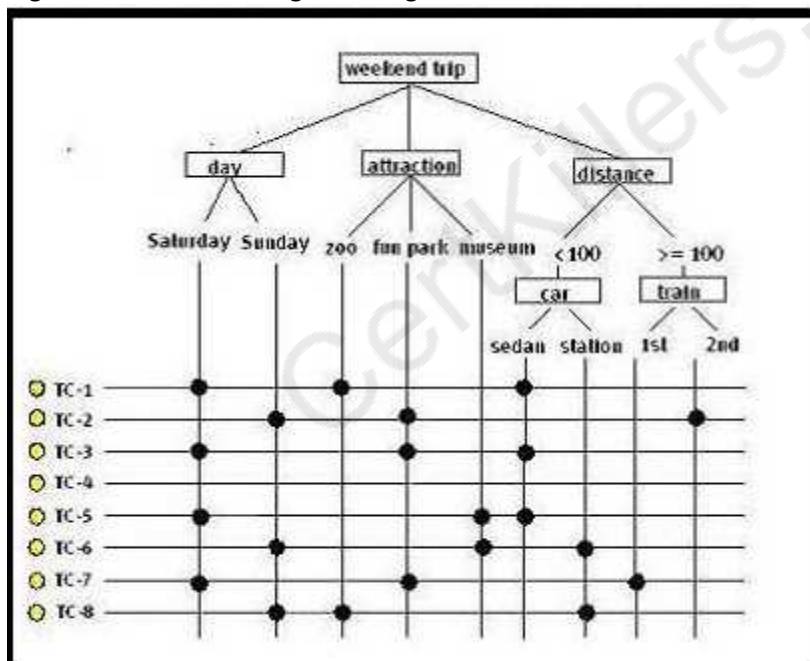 weekend trip
day attraction distance
Saturday Sunday zoo fun park museum <100 >= 100
car train
sedan station 1st 2nd
TC-1
TC-2
TC-3
TC-4
TC-5
TC-6
TC-7
TC-8
CertKillers.